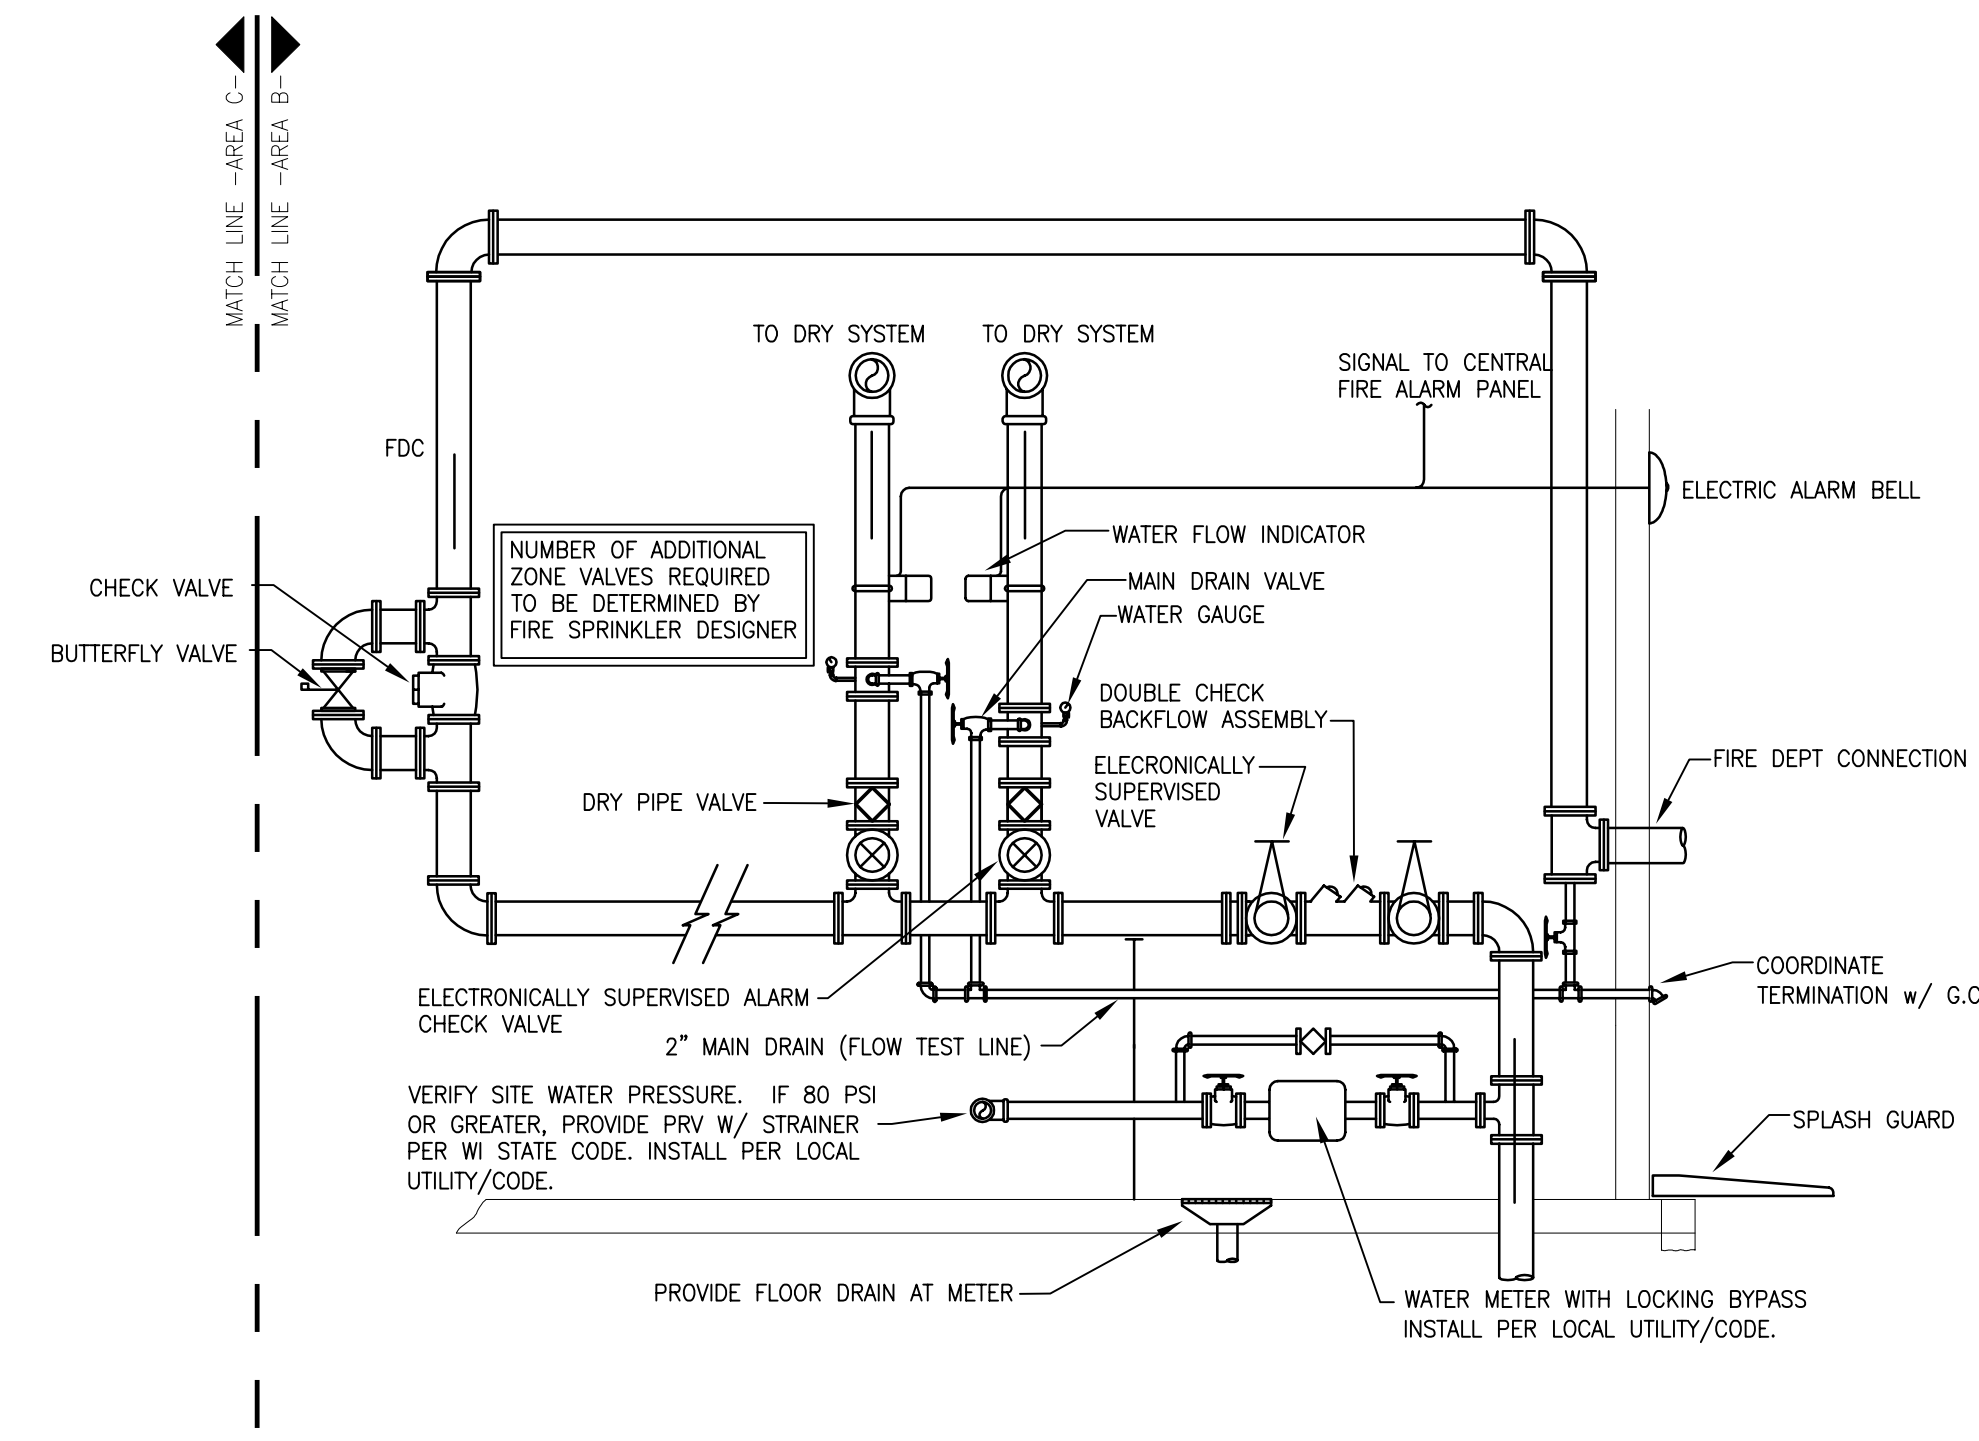 MATCH LINE -AREA C-
MATCH LINE -AREA B-
TO DRY SYSTEM
TO DRY SYSTEM
SIGNAL TO CENTRAL
FIRE ALARM PANEL
FDC
ELECTRIC ALARM BELL
NUMBER OF ADDITIONAL
ZONE VALVES REQUIRED
TO BE DETERMINED BY
FIRE SPRINKLER DESIGNER
WATER FLOW INDICATOR
MAIN DRAIN VALVE
WATER GAUGE
CHECK VALVE
BUTTERFLY VALVE
DOUBLE CHECK
BACKFLOW ASSEMBLY
ELECRONICALLY
SUPERVISED
VALVE
FIRE DEPT CONNECTION
DRY PIPE VALVE
COORDINATE
TERMINATION w/ G.C
ELECTRONICALLY SUPERVISED ALARM
CHECK VALVE
2" MAIN DRAIN (FLOW TEST LINE)
VERIFY SITE WATER PRESSURE. IF 80 PSI
OR GREATER, PROVIDE PRV W/ STRAINER
PER WI STATE CODE. INSTALL PER LOCAL
UTILITY/CODE.
SPLASH GUARD
PROVIDE FLOOR DRAIN AT METER
WATER METER WITH LOCKING BYPASS
INSTALL PER LOCAL UTILITY/CODE.